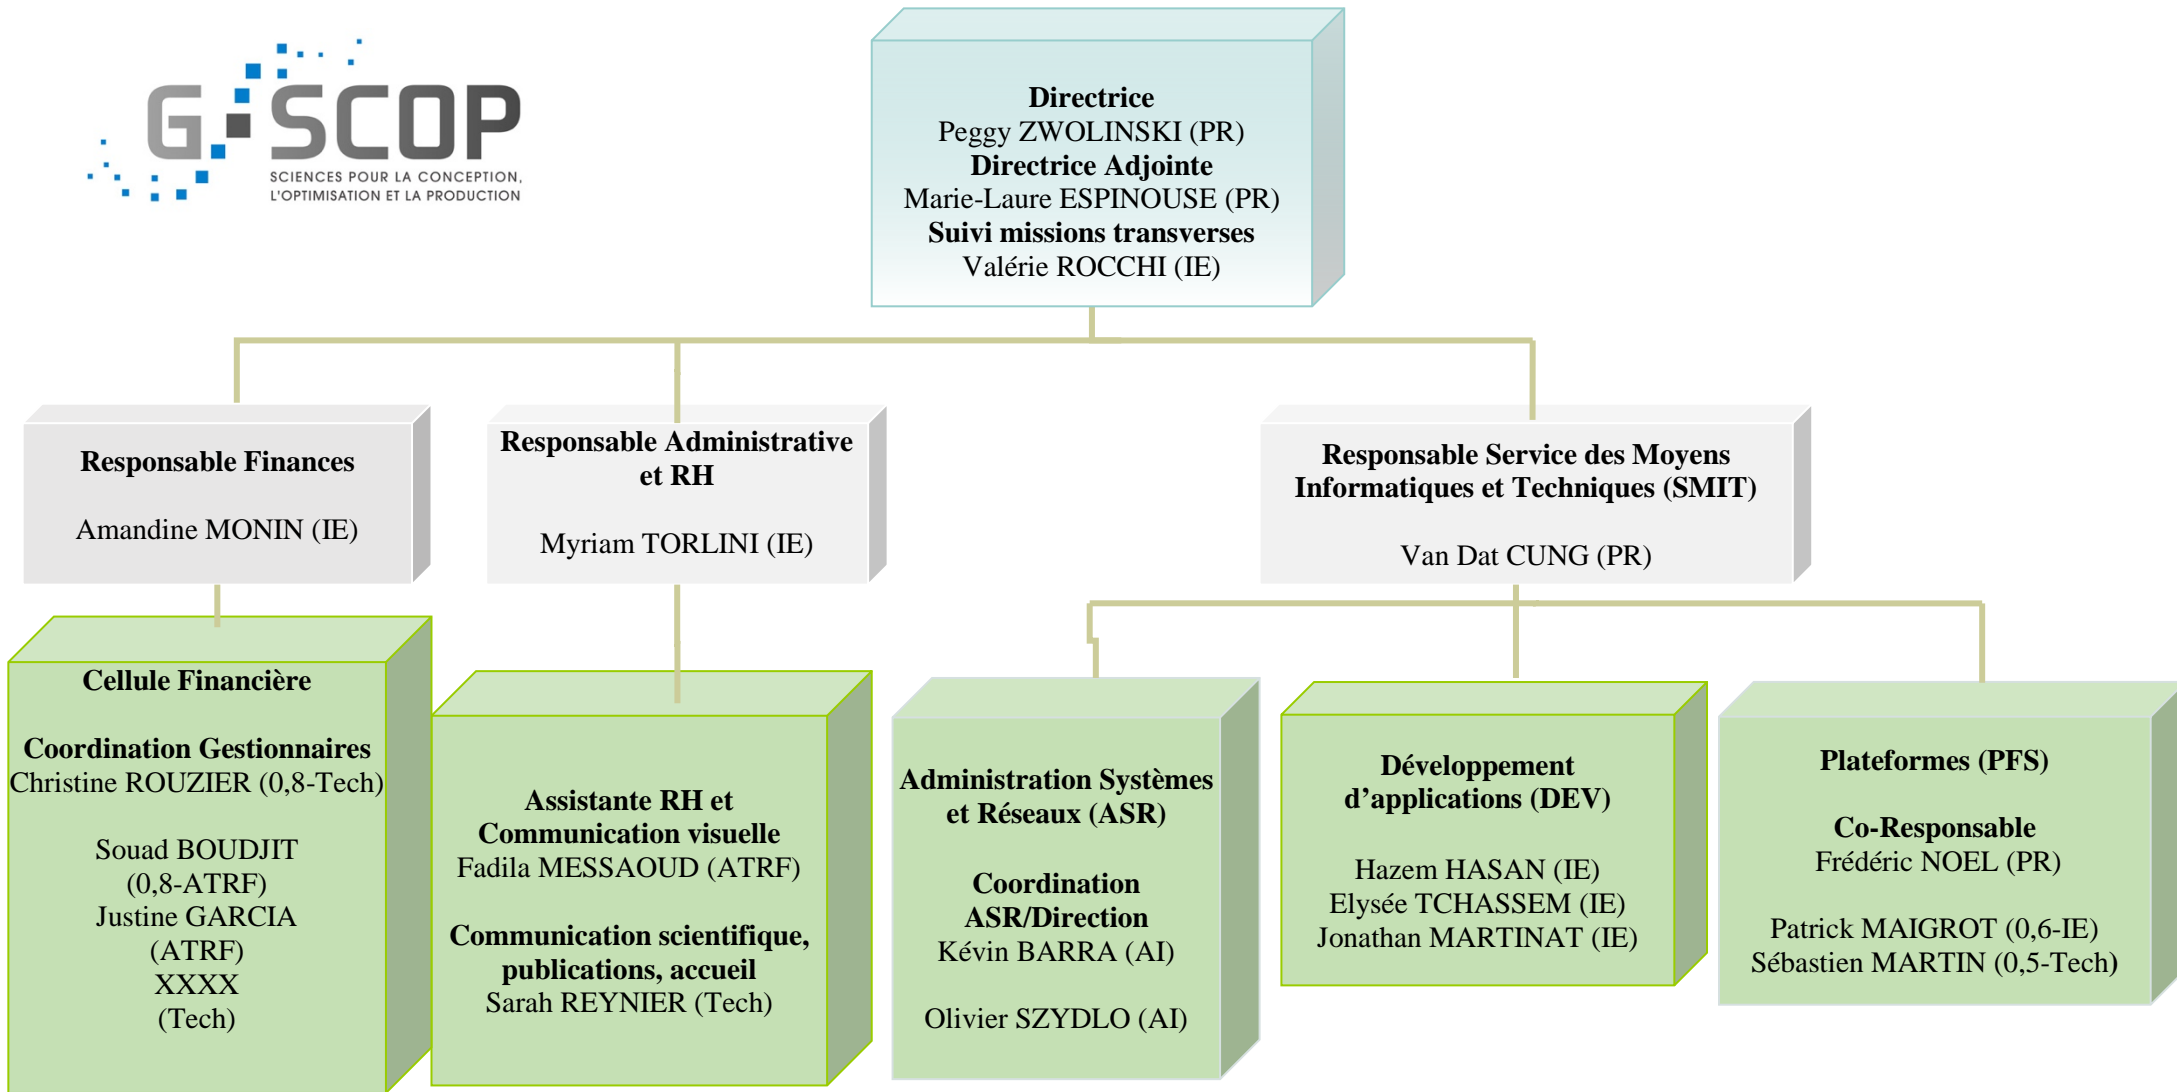 G SCOP
SCIENCES POUR LA CONCEPTION,
L'OPTIMISATION ET LA PRODUCTION
Directrice
Peggy ZWOLINSKI (PR)
Directrice Adjointe
Marie-Laure ESPINOUSE (PR)
Suivi missions transverses
Valérie ROCCHI (IE)
Responsable Finances
Amandine MONIN (IE)
Responsable Administrative
et RH
Myriam TORLINI (IE)
Responsable Service des Moyens
Informatiques et Techniques (SMIT)
Van Dat CUNG (PR)
Cellule Financière
Coordination Gestionnaires
Christine ROUZIER (0,8-Tech)
Souad BOUDJIT
(0,8-ATRF)
Justine GARCIA
(ATRF)
XXXX
(Tech)
Assistante RH et
Communication visuelle
Fadila MESSAOUD (ATRF)
Communication scientifique,
publications, accueil
Sarah REYNIER (Tech)
Administration Systèmes
et Réseaux (ASR)
Coordination
ASR/Direction
Kévin BARRA (AI)
Olivier SZYDLO (AI)
Développement
d’applications (DEV)
Hazem HASAN (IE)
Elysée TCHASSEM (IE)
Jonathan MARTINAT (IE)
Plateformes (PFS)
Co-Responsable
Frédéric NOEL (PR)
Patrick MAIGROT (0,6-IE)
Sébastien MARTIN (0,5-Tech)